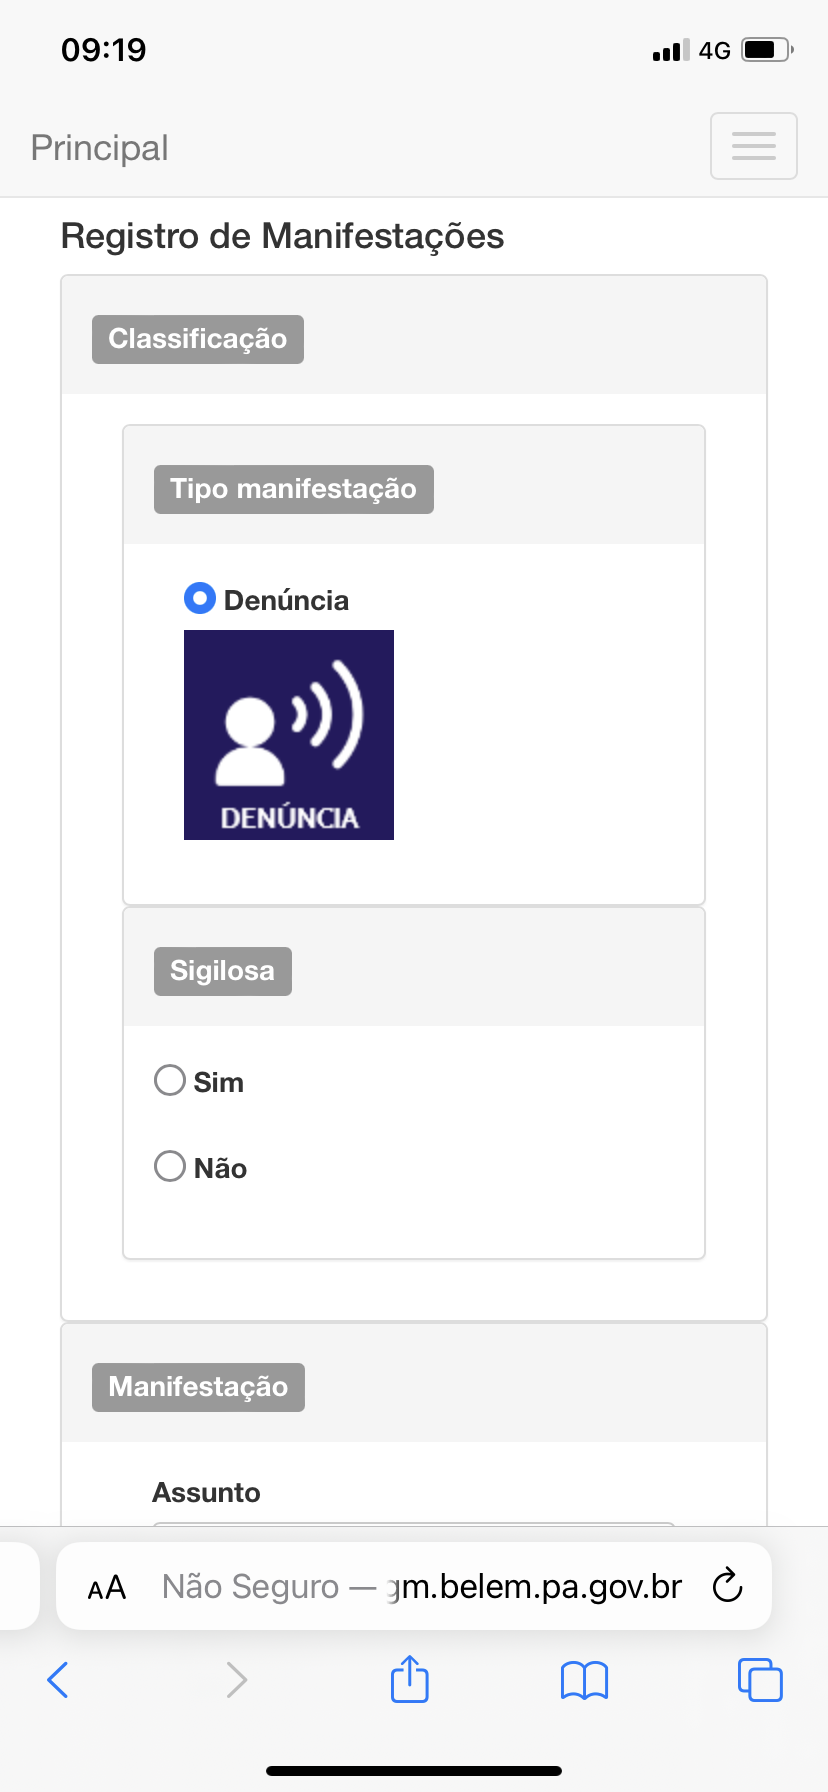 09:19
4G
Principal
Registro de Manifestações
Classificação
Tipo manifestação
Denúncia
DENÚNCIA
Sigilosa
Sim
Não
Manifestação
Assunto
AA Não Seguro — gm.belem.pa.gov.br